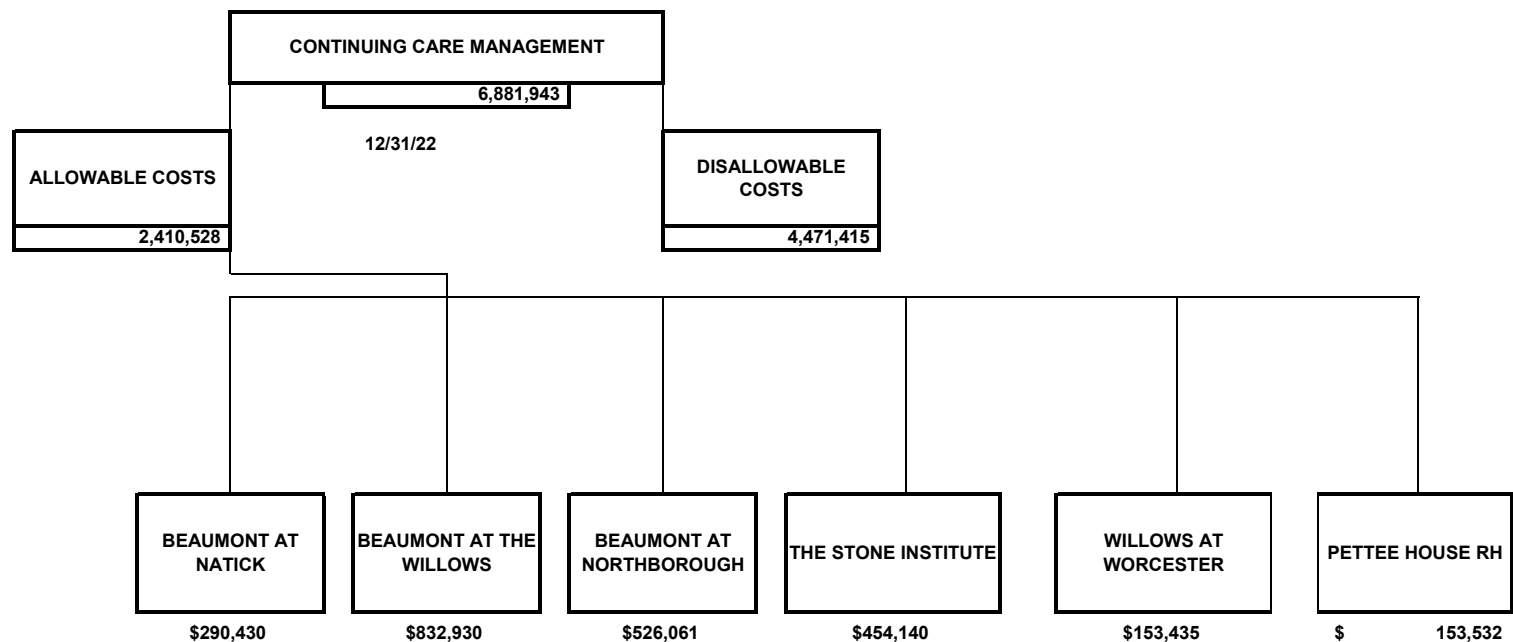 CONTINUING CARE MANAGEMENT
6,881,943
12/31/22
ALLOWABLE COSTS
2,410,528
DISALLOWABLE
COSTS
4,471,415
BEAUMONT AT
NATICK
$290,430
BEAUMONT AT THE
WILLOWS
$832,930
BEAUMONT AT
NORTHBOROUGH
$526,061
THE STONE INSTITUTE
$454,140
WILLOWS AT
WORCESTER
$153,435
PETTEE HOUSE RH
$ 153,532